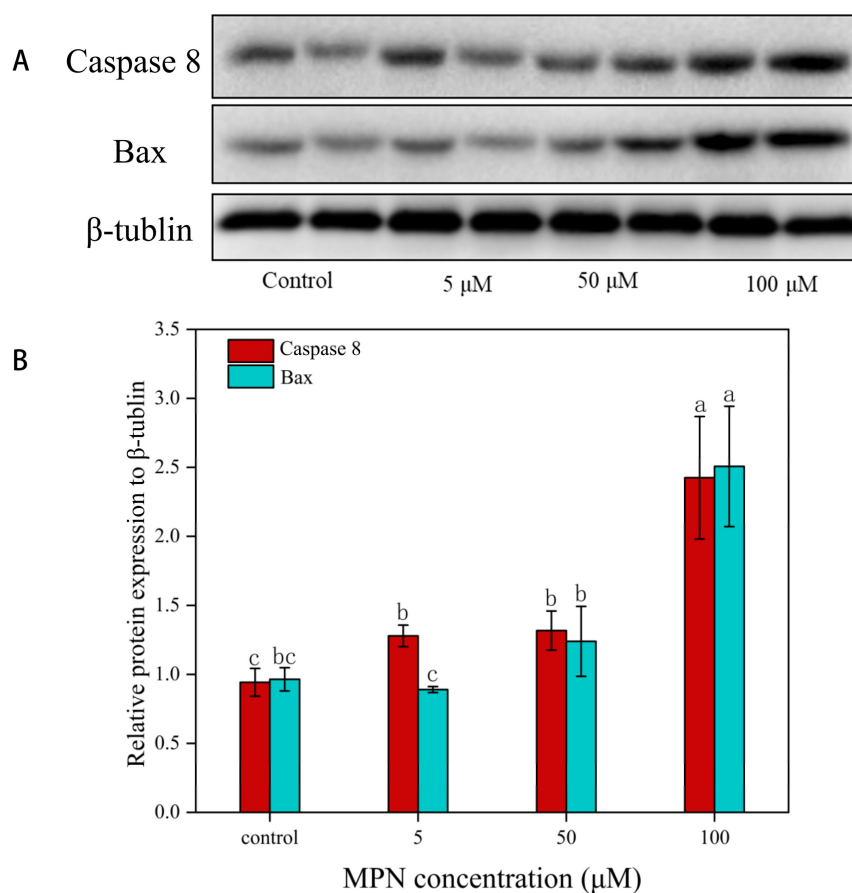 A
Caspase 8
Bax
β-tublin
Control 5 μM 50 μM 100 μM
B
Caspase 8
Bax
Relative protein expression to β-tublin
3.5
3.0
2.5
2.0
1.5
1.0
0.5
0.0
c bc
b c
b b
a a
control 5 50 100
MPN concentration (μM)